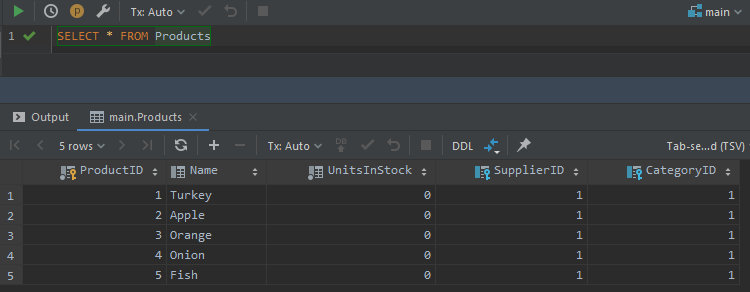 Tx: Auto main
1 SELECT * FROM Products
Output main.Products
5 rows Tx: Auto DB DDL Tab-se...d (TSV)
ProductID Name UnitsInStock SupplierID CategoryID
1 1 Turkey 0 1 1
2 2 Apple 0 1 1
3 3 Orange 0 1 1
4 4 Onion 0 1 1
5 5 Fish 0 1 1